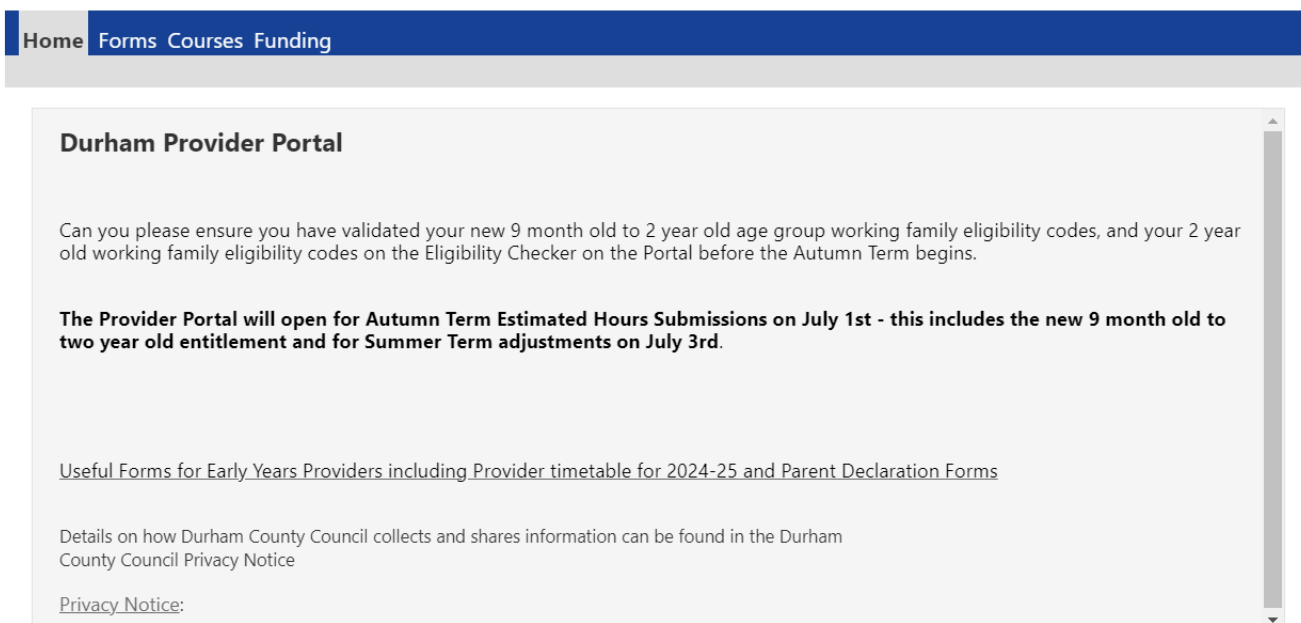 Home Forms Courses Funding
Durham Provider Portal
Can you please ensure you have validated your new 9 month old to 2 year old age group working family eligibility codes, and your 2 year
old working family eligibility codes on the Eligibility Checker on the Portal before the Autumn Term begins.
The Provider Portal will open for Autumn Term Estimated Hours Submissions on July 1st - this includes the new 9 month old to
two year old entitlement and for Summer Term adjustments on July 3rd.
Useful Forms for Early Years Providers including Provider timetable for 2024-25 and Parent Declaration Forms
Details on how Durham County Council collects and shares information can be found in the Durham
County Council Privacy Notice
Privacy Notice: